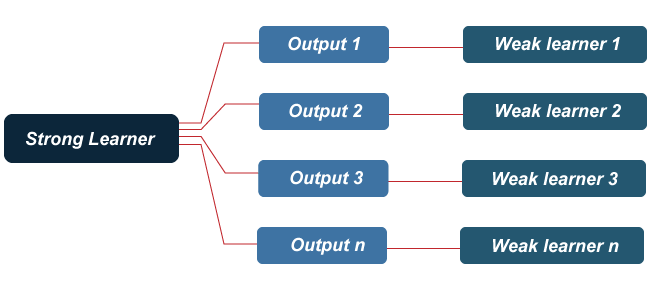 Output 1
Weak learner 1
Output 2
Weak learner 2
Strong Learner
Output 3
Weak learner 3
Output n
Weak learner n